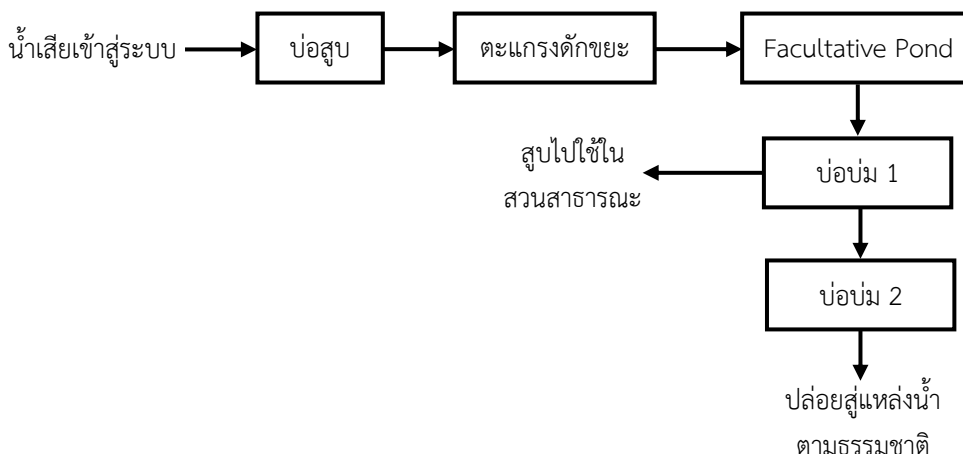 น้ำเสียเข้าสู่ระบบ
บ่อสูบ
ตะแกรงดักขยะ
Facultative Pond
สูบไปใช้ใน
สวนสาธารณะ
บ่อบ่ม 1
บ่อบ่ม 2
ปล่อยสู่แหล่งน้ำ
ตามธรรมชาติ